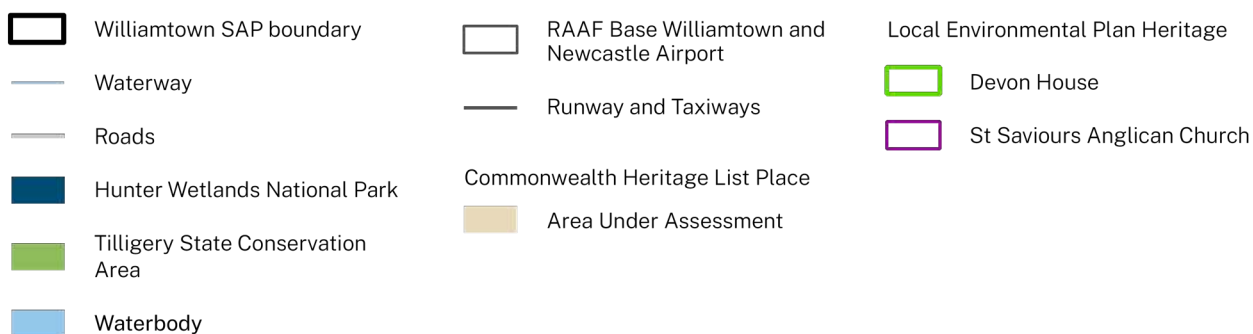 Williamtown SAP boundary
Waterway
Roads
Hunter Wetlands National Park
Tilligery State Conservation
Area
Waterbody
RAAF Base Williamtown and
Newcastle Airport
Runway and Taxiways
Commonwealth Heritage List Place
Area Under Assessment
Local Environmental Plan Heritage
Devon House
St Saviours Anglican Church